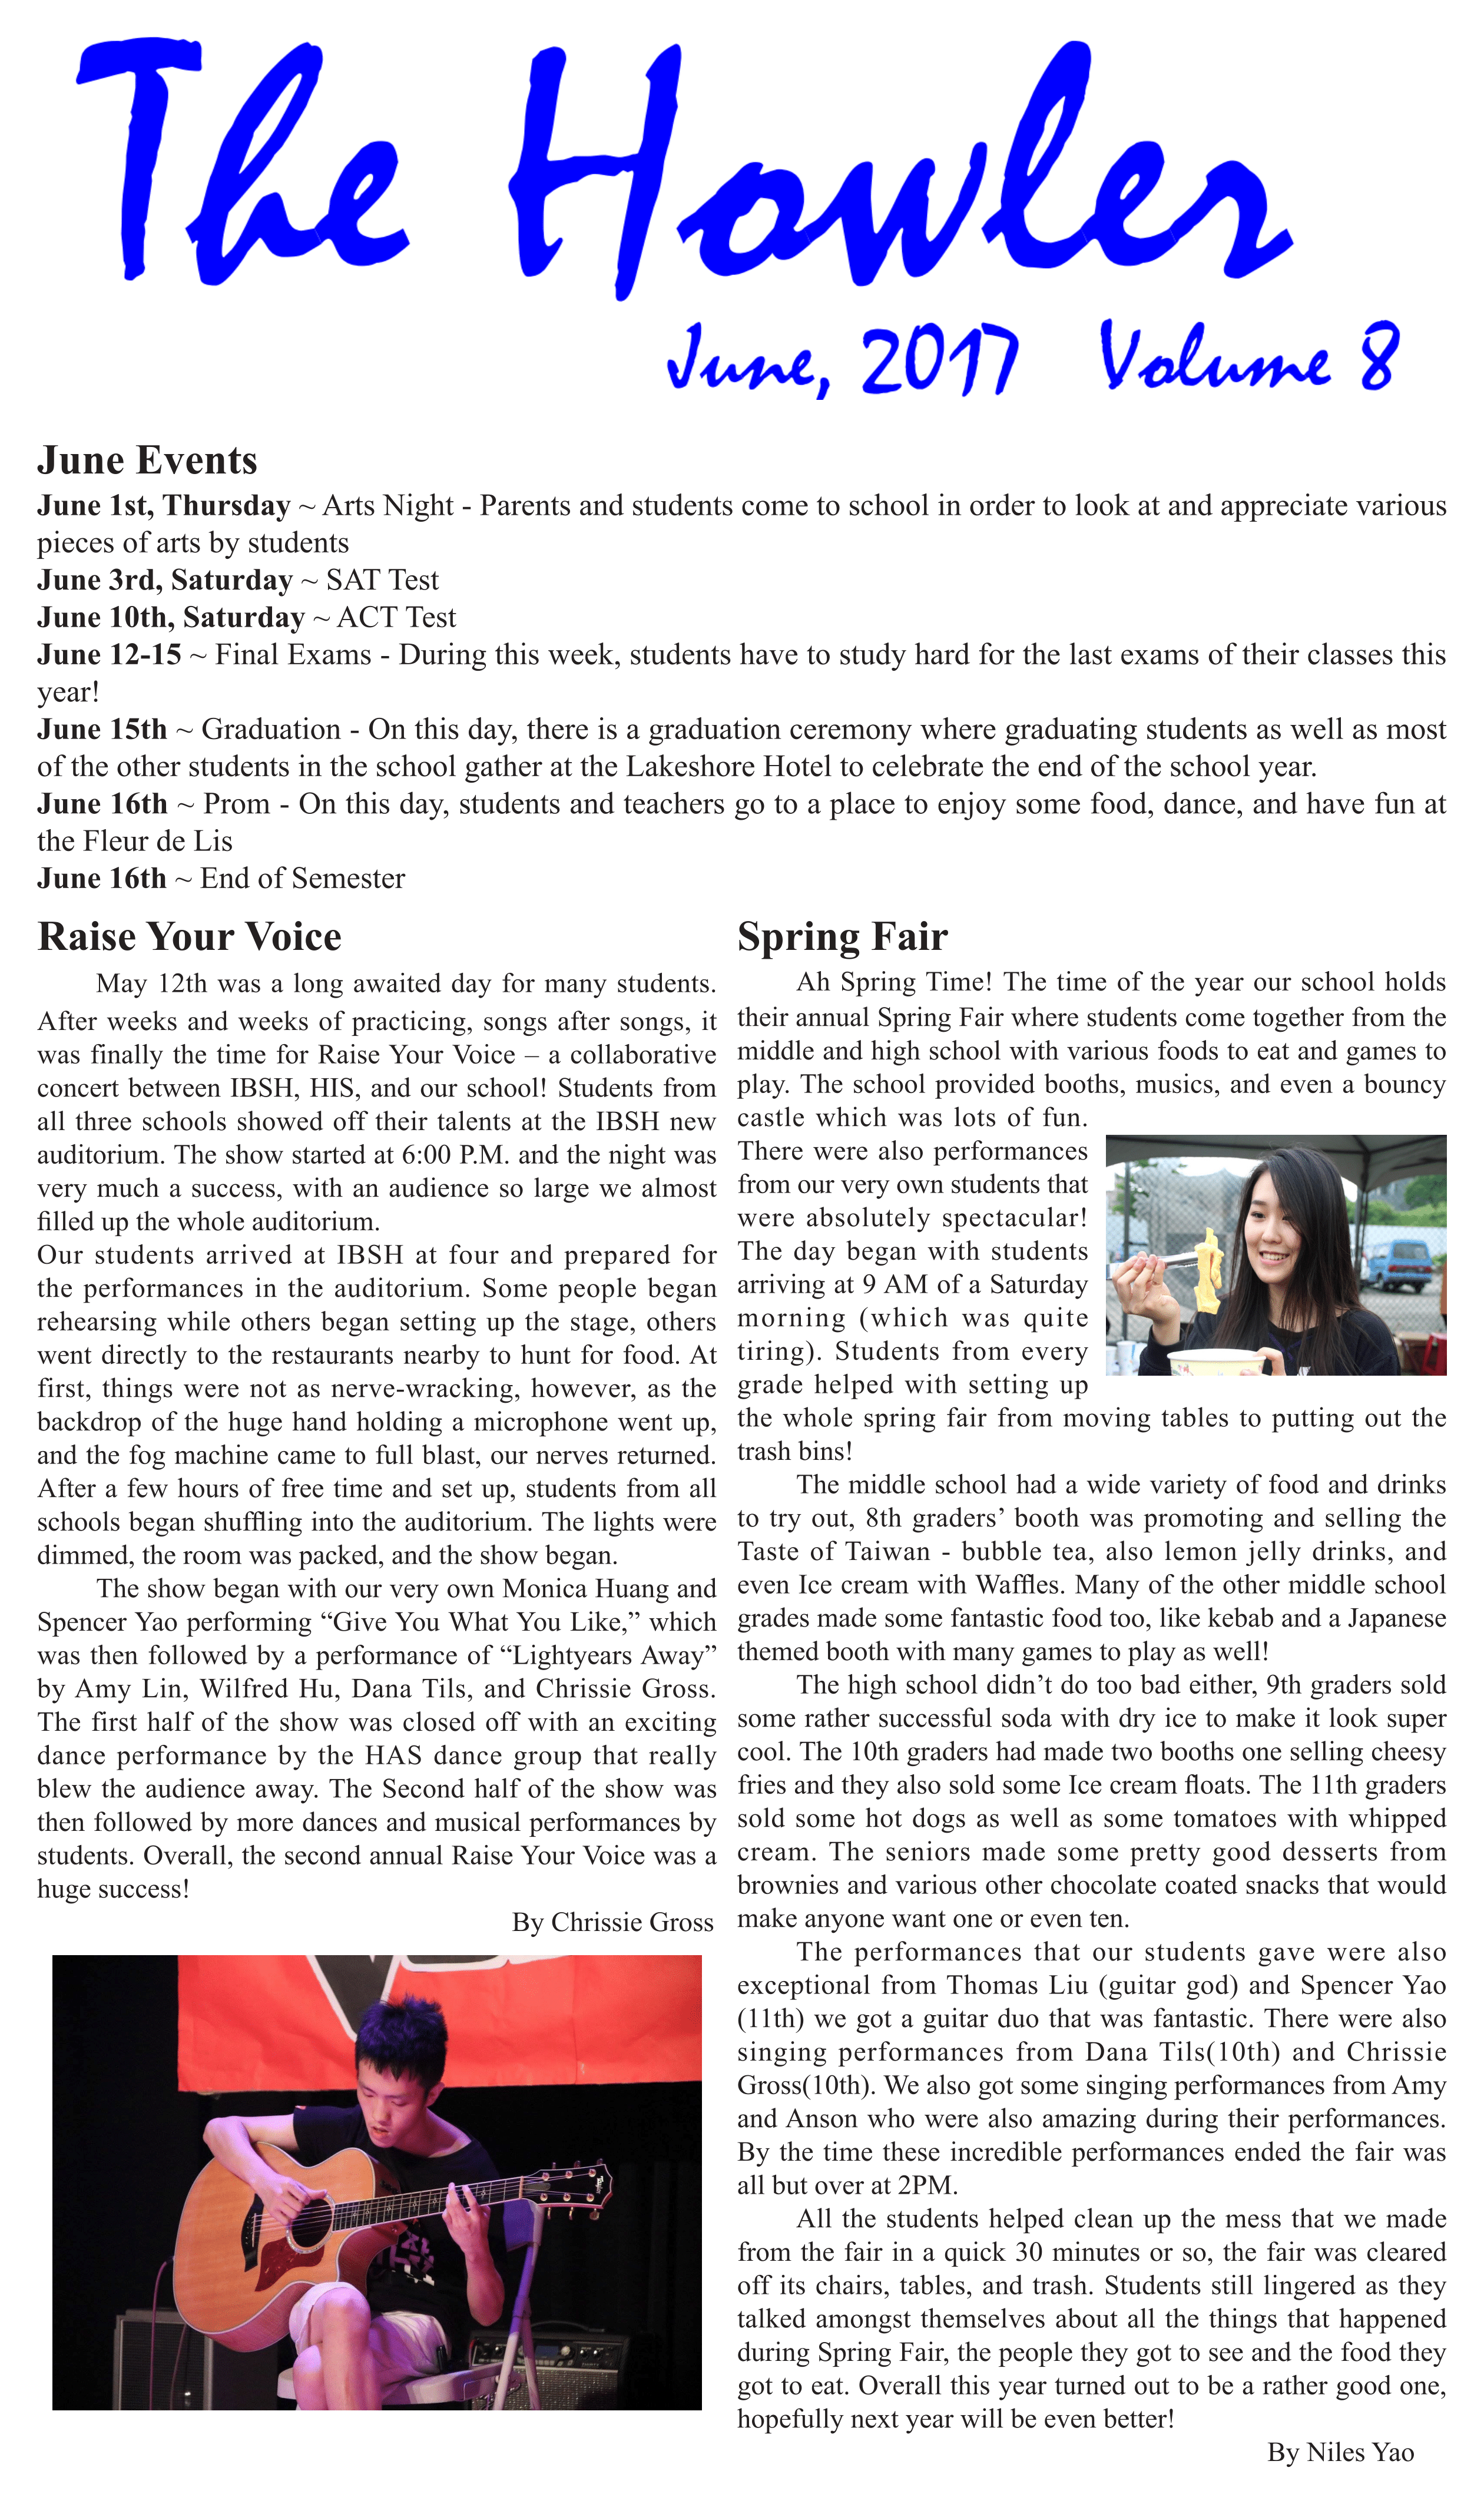 The Howler
June, 2017 Volume 8
June Events
June 1st, Thursday ~ Arts Night - Parents and students come to school in order to look at and appreciate various
pieces of arts by students
June 3rd, Saturday ~ SAT Test
June 10th, Saturday ~ ACT Test
June 12-15 ~ Final Exams - During this week, students have to study hard for the last exams of their classes this
year!
June 15th ~ Graduation - On this day, there is a graduation ceremony where graduating students as well as most
of the other students in the school gather at the Lakeshore Hotel to celebrate the end of the school year.
June 16th ~ Prom - On this day, students and teachers go to a place to enjoy some food, dance, and have fun at
the Fleur de Lis
June 16th ~ End of Semester
Raise Your Voice
May 12th was a long awaited day for many students.
After weeks and weeks of practicing, songs after songs, it
was finally the time for Raise Your Voice – a collaborative
concert between IBSH, HIS, and our school! Students from
all three schools showed off their talents at the IBSH new
auditorium. The show started at 6:00 P.M. and the night was
very much a success, with an audience so large we almost
filled up the whole auditorium.
Our students arrived at IBSH at four and prepared for
the performances in the auditorium. Some people began
rehearsing while others began setting up the stage, others
went directly to the restaurants nearby to hunt for food. At
first, things were not as nerve-wracking, however, as the
backdrop of the huge hand holding a microphone went up,
and the fog machine came to full blast, our nerves returned.
After a few hours of free time and set up, students from all
schools began shuffling into the auditorium. The lights were
dimmed, the room was packed, and the show began.
The show began with our very own Monica Huang and
Spencer Yao performing “Give You What You Like,” which
was then followed by a performance of “Lightyears Away”
by Amy Lin, Wilfred Hu, Dana Tils, and Chrissie Gross.
The first half of the show was closed off with an exciting
dance performance by the HAS dance group that really
blew the audience away. The Second half of the show was
then followed by more dances and musical performances by
students. Overall, the second annual Raise Your Voice was a
huge success!
By Chrissie Gross
Spring Fair
Ah Spring Time! The time of the year our school holds
their annual Spring Fair where students come together from the
middle and high school with various foods to eat and games to
play. The school provided booths, musics, and even a bouncy
castle which was lots of fun.
There were also performances
from our very own students that
were absolutely spectacular!
The day began with students
arriving at 9 AM of a Saturday
morning (which was quite
tiring). Students from every
grade helped with setting up
the whole spring fair from moving tables to putting out the
trash bins!
The middle school had a wide variety of food and drinks
to try out, 8th graders’ booth was promoting and selling the
Taste of Taiwan - bubble tea, also lemon jelly drinks, and
even Ice cream with Waffles. Many of the other middle school
grades made some fantastic food too, like kebab and a Japanese
themed booth with many games to play as well!
The high school didn’t do too bad either, 9th graders sold
some rather successful soda with dry ice to make it look super
cool. The 10th graders had made two booths one selling cheesy
fries and they also sold some Ice cream floats. The 11th graders
sold some hot dogs as well as some tomatoes with whipped
cream. The seniors made some pretty good desserts from
brownies and various other chocolate coated snacks that would
make anyone want one or even ten.
The performances that our students gave were also
exceptional from Thomas Liu (guitar god) and Spencer Yao
(11th) we got a guitar duo that was fantastic. There were also
singing performances from Dana Tils(10th) and Chrissie
Gross(10th). We also got some singing performances from Amy
and Anson who were also amazing during their performances.
By the time these incredible performances ended the fair was
all but over at 2PM.
All the students helped clean up the mess that we made
from the fair in a quick 30 minutes or so, the fair was cleared
off its chairs, tables, and trash. Students still lingered as they
talked amongst themselves about all the things that happened
during Spring Fair, the people they got to see and the food they
got to eat. Overall this year turned out to be a rather good one,
hopefully next year will be even better!
By Niles Yao